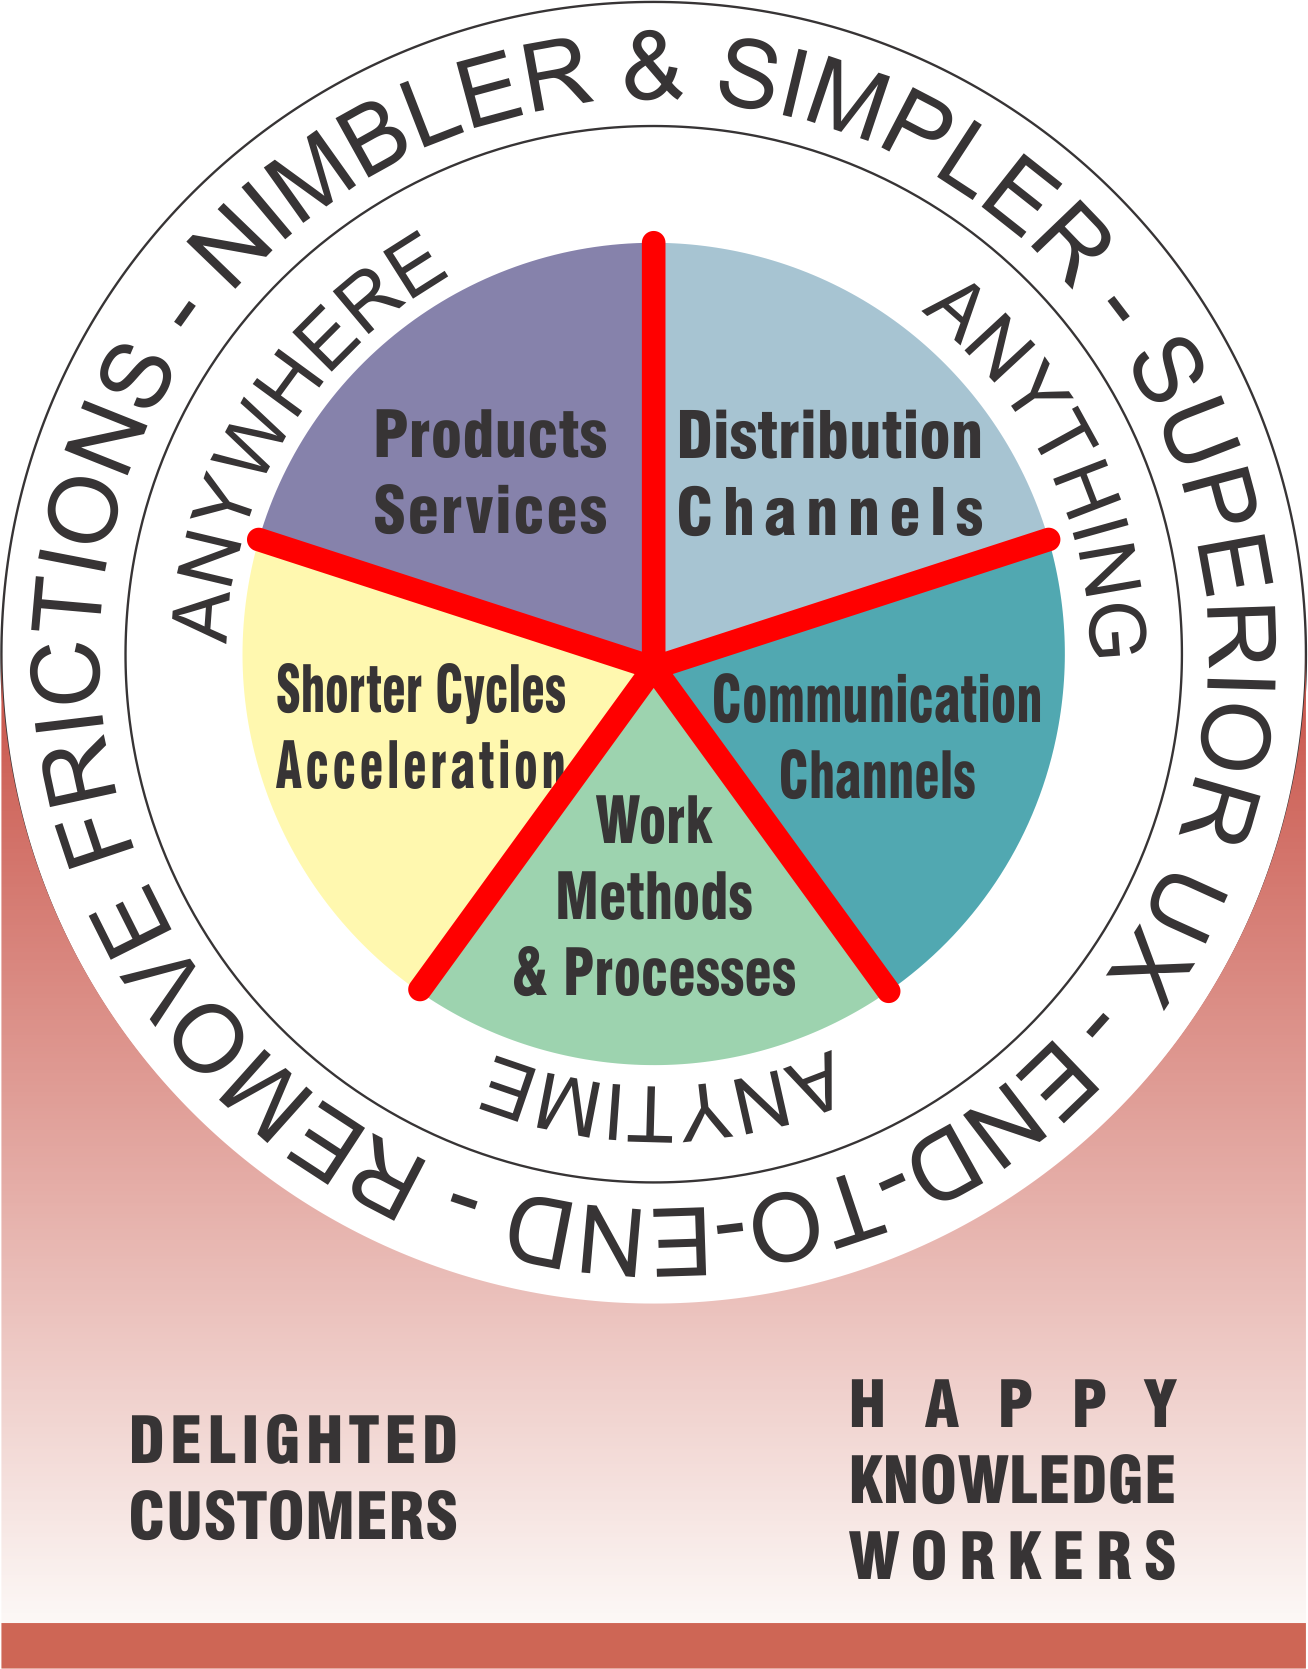 REMOVE FRICTIONS - NIMBLER & SIMPLER - SUPERIOR UX - END-TO-END -
ANYWHERE
ANYTHING
ANYTIME
Products
Services
Distribution
Channels
Shorter Cycles
Acceleration
Communication
Channels
Work
Methods
& Processes
DELIGHTED
CUSTOMERS
HAPPY
KNOWLEDGE
WORKERS